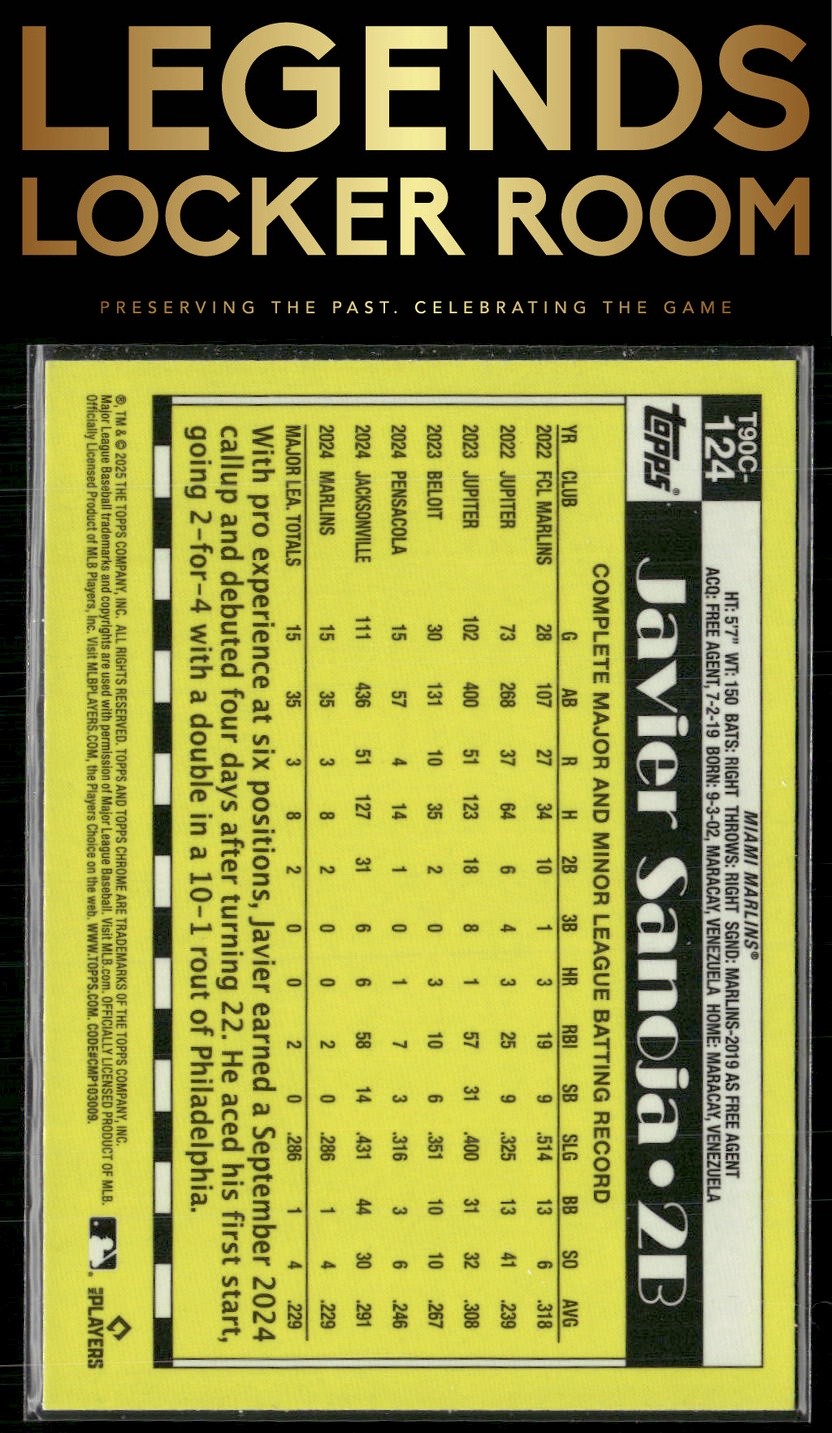 LEGENDS
LOCKER ROOM
PRESERVING THE PAST. CELEBRATING THE GAME
T90C-
124
topps®
MIAMI MARLINS®
HT: 5'7" WT: 150 BATS: RIGHT THROWS: RIGHT SGND: MARLINS-2019 AS FREE AGENT
ACQ: FREE AGENT, 7-2-19 BORN: 9-3-02, MARACAY, VENEZUELA HOME: MARACAY, VENEZUELA
Javier Sanoja • 2B
COMPLETE MAJOR AND MINOR LEAGUE BATTING RECORD
YR CLUB G AB R H 2B 3B HR RBI SB SLG BB SO AVG
2022 FCL MARLINS 28 107 27 34 10 1 3 19 9 .514 13 6 .318
2022 JUPITER 73 268 37 64 6 4 3 25 9 .325 13 41 .239
2023 JUPITER 102 400 51 123 18 8 1 57 31 .400 31 32 .308
2023 BELOIT 30 131 10 35 2 0 3 10 6 .351 10 10 .267
2024 PENSACOLA 15 57 4 14 1 0 1 7 3 .316 3 6 .246
2024 JACKSONVILLE 111 436 51 127 31 6 6 58 14 .431 44 30 .291
2024 MARLINS 15 35 3 8 2 0 0 2 0 .286 1 4 .229
MAJOR LEA. TOTALS 15 35 3 8 2 0 0 2 0 .286 1 4 .229
With pro experience at six positions, Javier earned a September 2024
callup and debuted four days after turning 22. He aced his first start,
going 2-for-4 with a double in a 10-1 rout of Philadelphia.
®, TM & © 2025 THE TOPPS COMPANY, INC. ALL RIGHTS RESERVED. TOPPS AND TOPPS CHROME ARE TRADEMARKS OF THE TOPPS COMPANY, INC.
Major League Baseball trademarks and copyrights are used with permission of Major League Baseball. Visit MLB.com. OFFICIALLY LICENSED PRODUCT OF MLB.
Officially Licensed Product of MLB Players, Inc. Visit MLBPLAYERS.COM, the Players Choice on the web. WWW.TOPPS.COM. CODE#CMP103009.
MLB PLAYERS